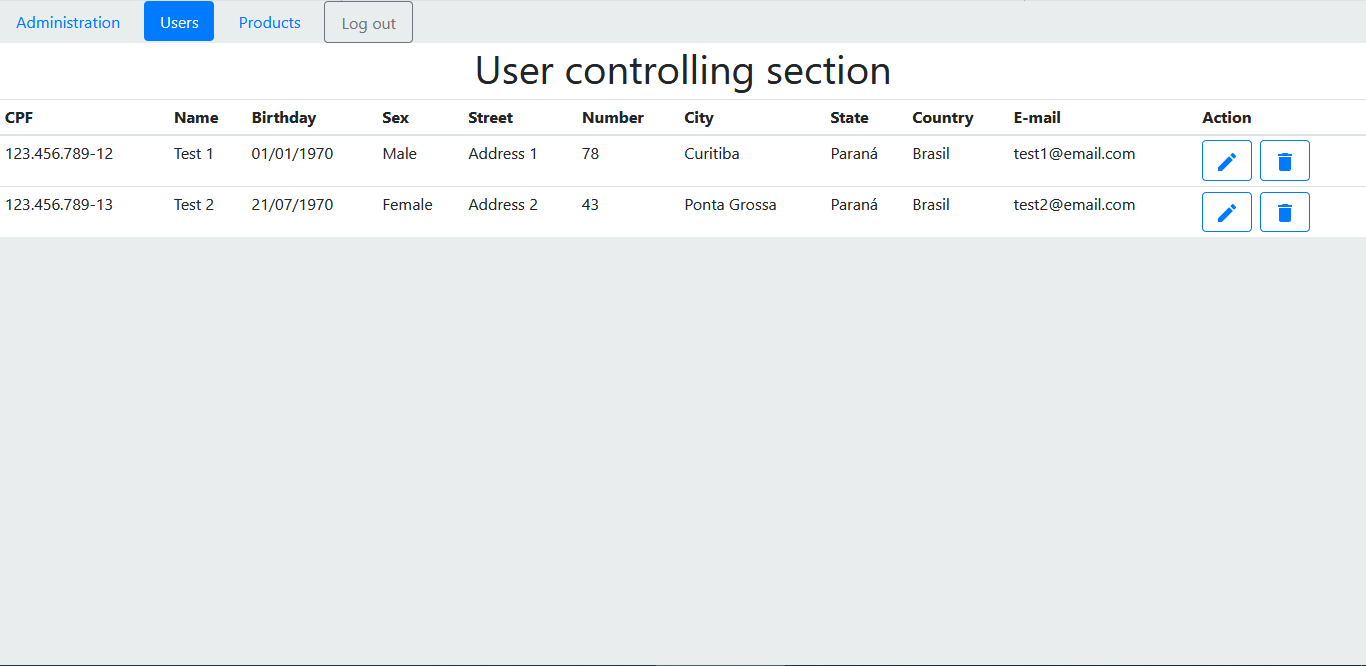 Administration Users Products Log out
User controlling section
CPF Name Birthday Sex Street Number City State Country E-mail Action
123.456.789-12 Test 1 01/01/1970 Male Address 1 78 Curitiba Paraná Brasil test1@email.com
123.456.789-13 Test 2 21/07/1970 Female Address 2 43 Ponta Grossa Paraná Brasil test2@email.com